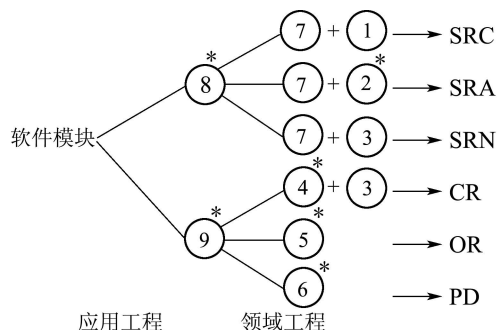 7 + 1 → SRC
8* 7 + 2* → SRA
软件模块 7 + 3 → SRN
4* + 3 → CR
9* 5* → OR
6* → PD
应用工程 领域工程